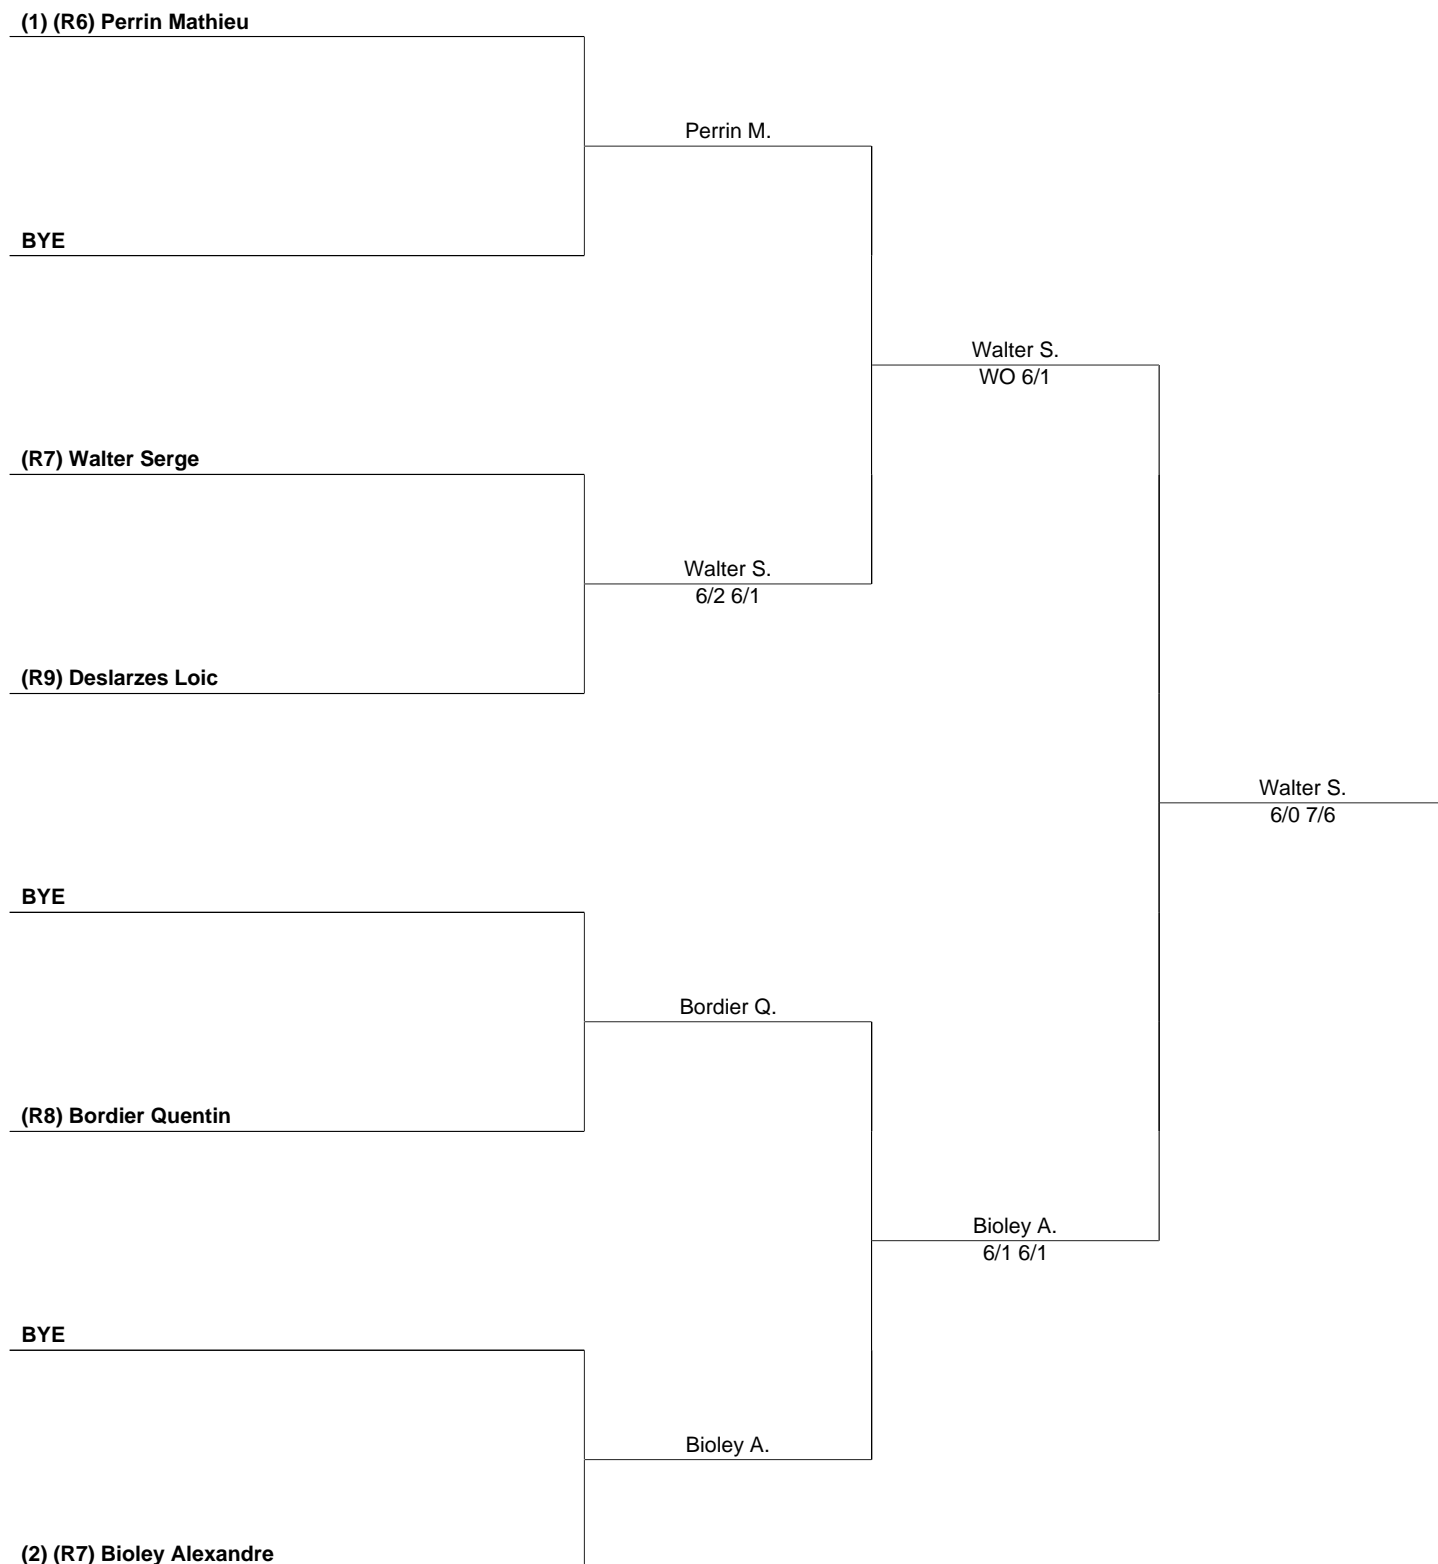 (1) (R6) Perrin Mathieu
Perrin M.
BYE
Walter S.
WO 6/1
(R7) Walter Serge
Walter S.
6/2 6/1
(R9) Deslarzes Loic
Walter S.
6/0 7/6
BYE
Bordier Q.
(R8) Bordier Quentin
Bioley A.
6/1 6/1
BYE
Bioley A.
(2) (R7) Bioley Alexandre